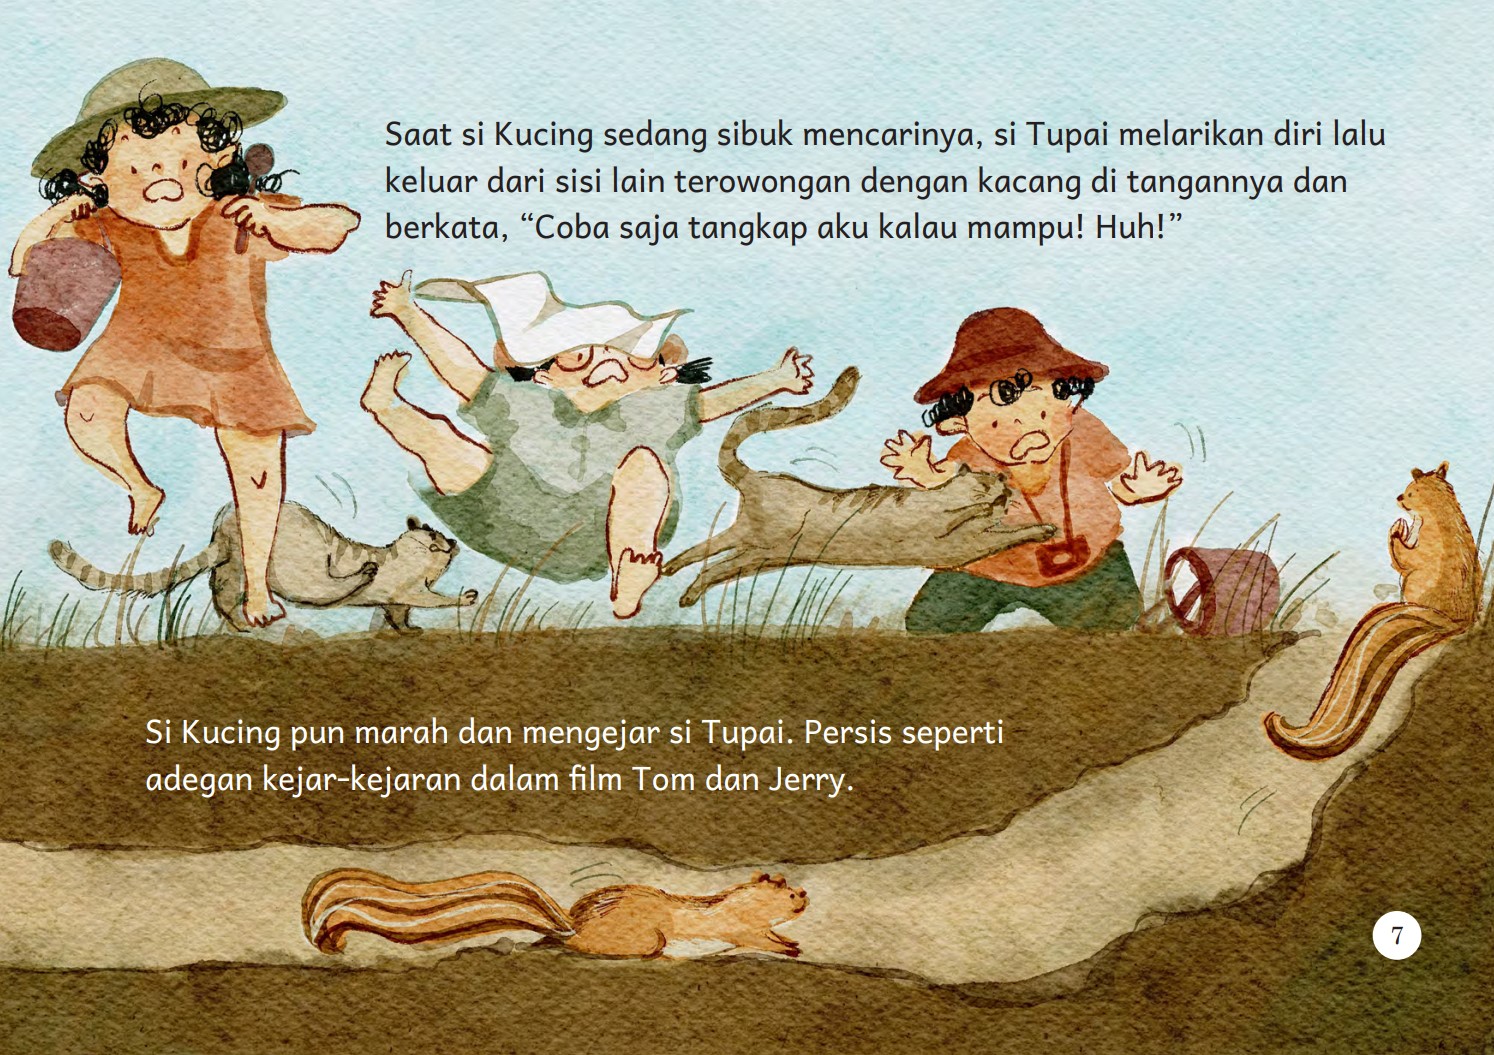 Saat si Kucing sedang sibuk mencarinya, si Tupai melarikan diri lalu
keluar dari sisi lain terowongan dengan kacang di tangannya dan
berkata, “Coba saja tangkap aku kalau mampu! Huh!”
Si Kucing pun marah dan mengejar si Tupai. Persis seperti
adegan kejar-kejaran dalam film Tom dan Jerry.
7